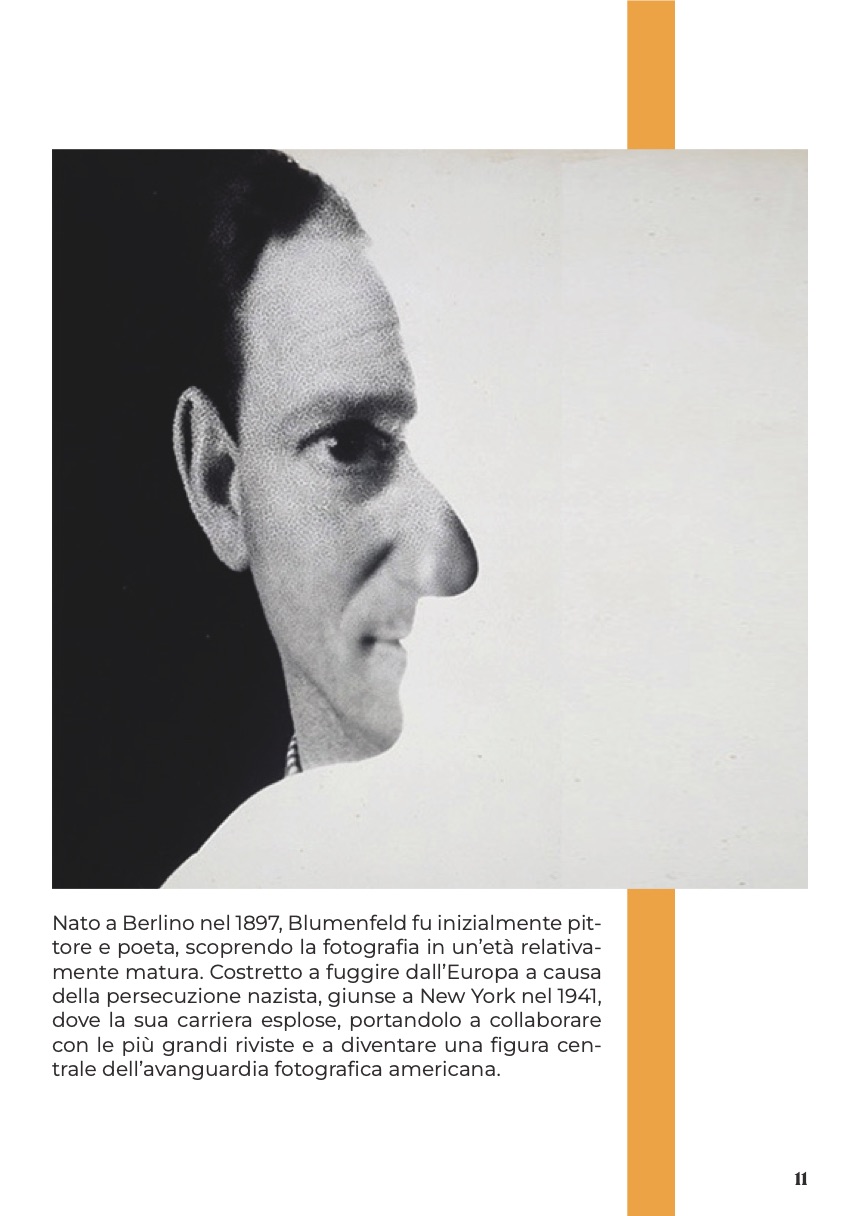 Nato a Berlino nel 1897, Blumenfeld fu inizialmente pit-
tore e poeta, scoprendo la fotografia in un’età relativa-
mente matura. Costretto a fuggire dall’Europa a causa
della persecuzione nazista, giunse a New York nel 1941,
dove la sua carriera esplose, portandolo a collaborare
con le più grandi riviste e a diventare una figura cen-
trale dell’avanguardia fotografica americana.
11